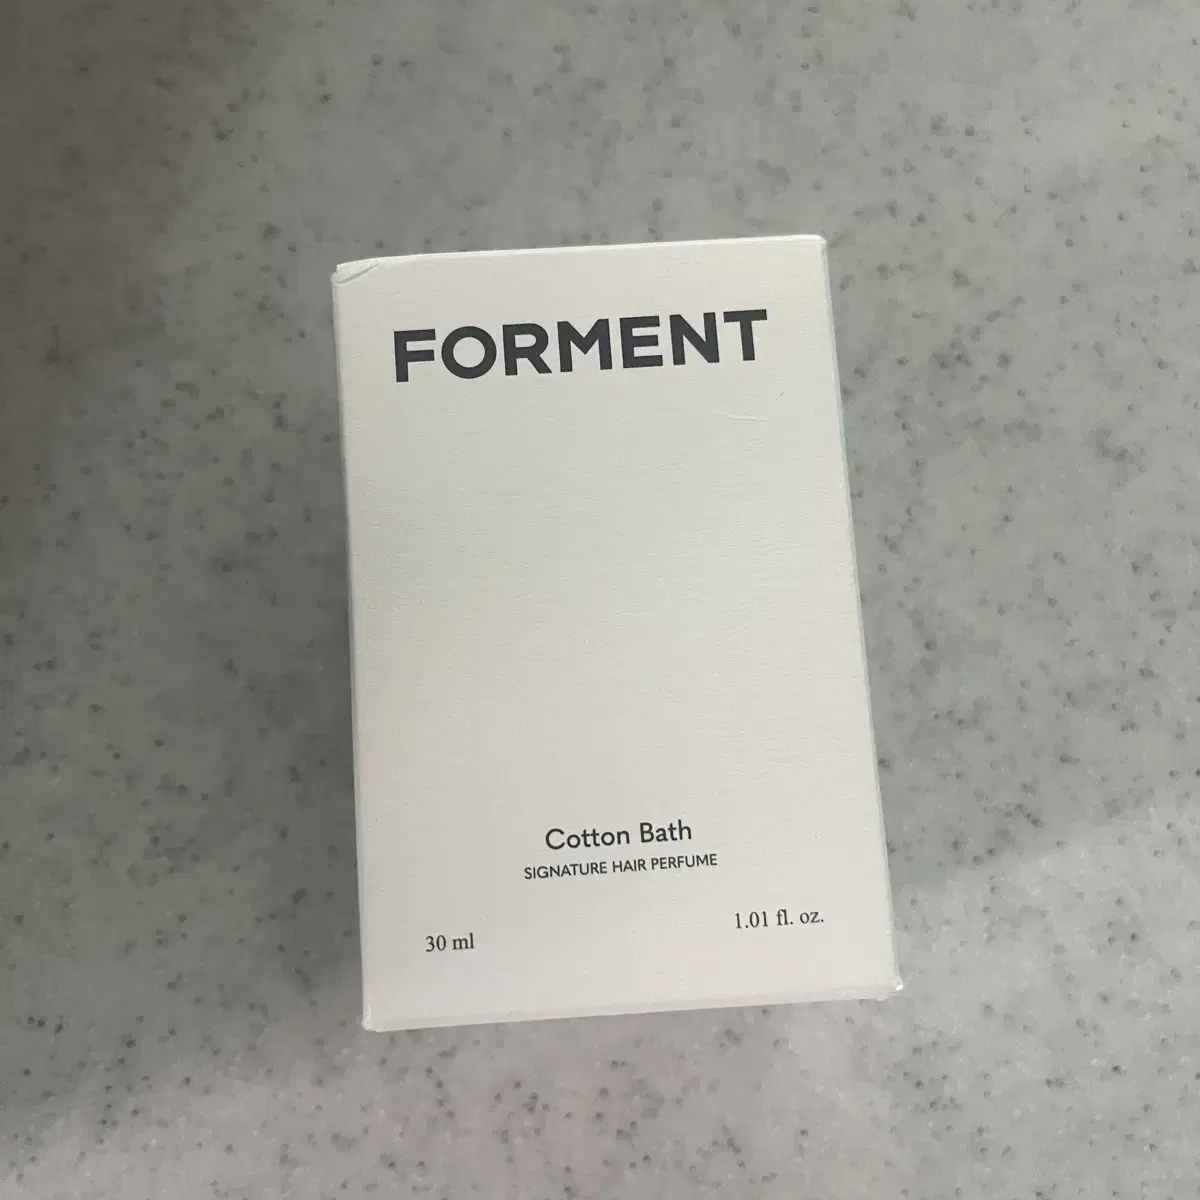 FORMENT
Cotton Bath
SIGNATURE HAIR PERFUME
30 ml
1.01 fl. oz.